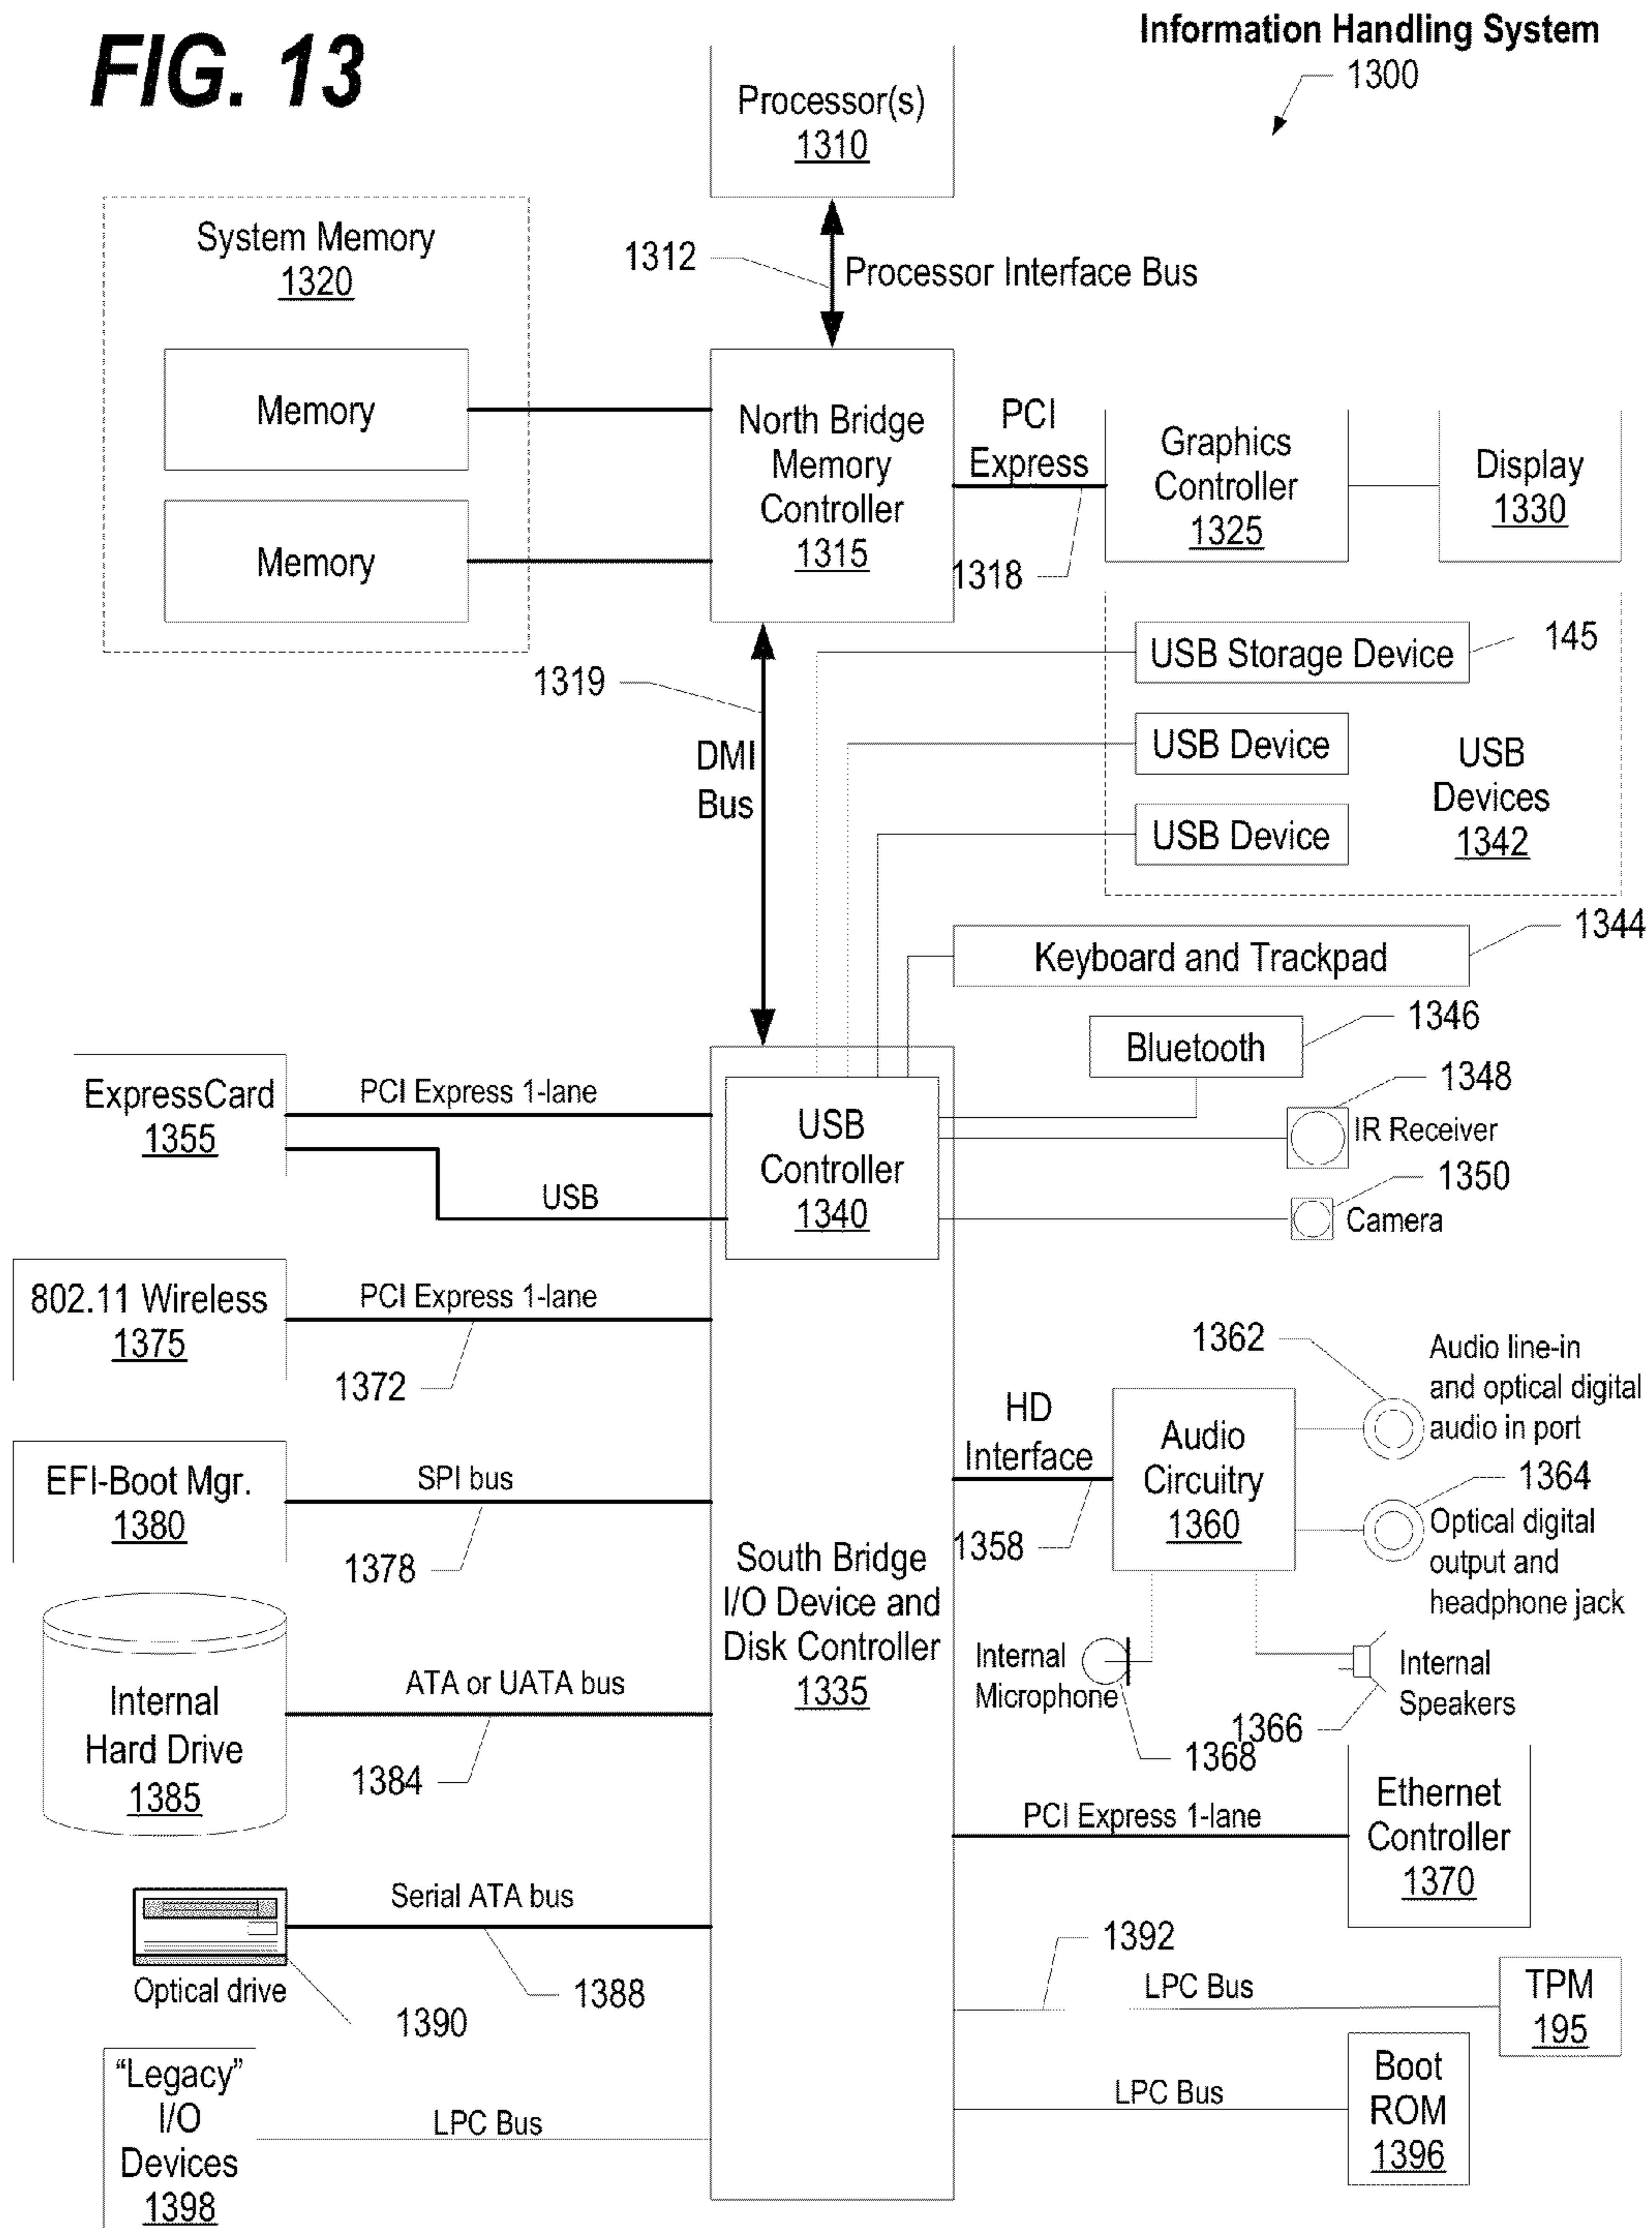 FIG. 13
Information Handling System
1300
Processor(s)
1310
1312
Processor Interface Bus
System Memory
1320
Memory
Memory
North Bridge
Memory
Controller
1315
PCI
Express
1318
Graphics
Controller
1325
Display
1330
1319
DMI
Bus
USB Storage Device
145
USB Device
USB Device
USB
Devices
1342
Keyboard and Trackpad
1344
Bluetooth
1346
1348
IR Receiver
1350
Camera
ExpressCard
1355
PCI Express 1-lane
USB
USB
Controller
1340
802.11 Wireless
1375
PCI Express 1-lane
1372
EFI-Boot Mgr.
1380
SPI bus
1378
South Bridge
I/O Device and
Disk Controller
1335
HD
Interface
1358
Audio
Circuitry
1360
1362
Audio line-in
and optical digital
audio in port
1364
Optical digital
output and
headphone jack
Internal
Microphone
1368
Internal
Speakers
1366
Internal
Hard Drive
1385
ATA or UATA bus
1384
PCI Express 1-lane
Ethernet
Controller
1370
Serial ATA bus
1388
Optical drive
1390
1392
LPC Bus
TPM
195
LPC Bus
Boot
ROM
1396
“Legacy”
I/O
Devices
1398
LPC Bus